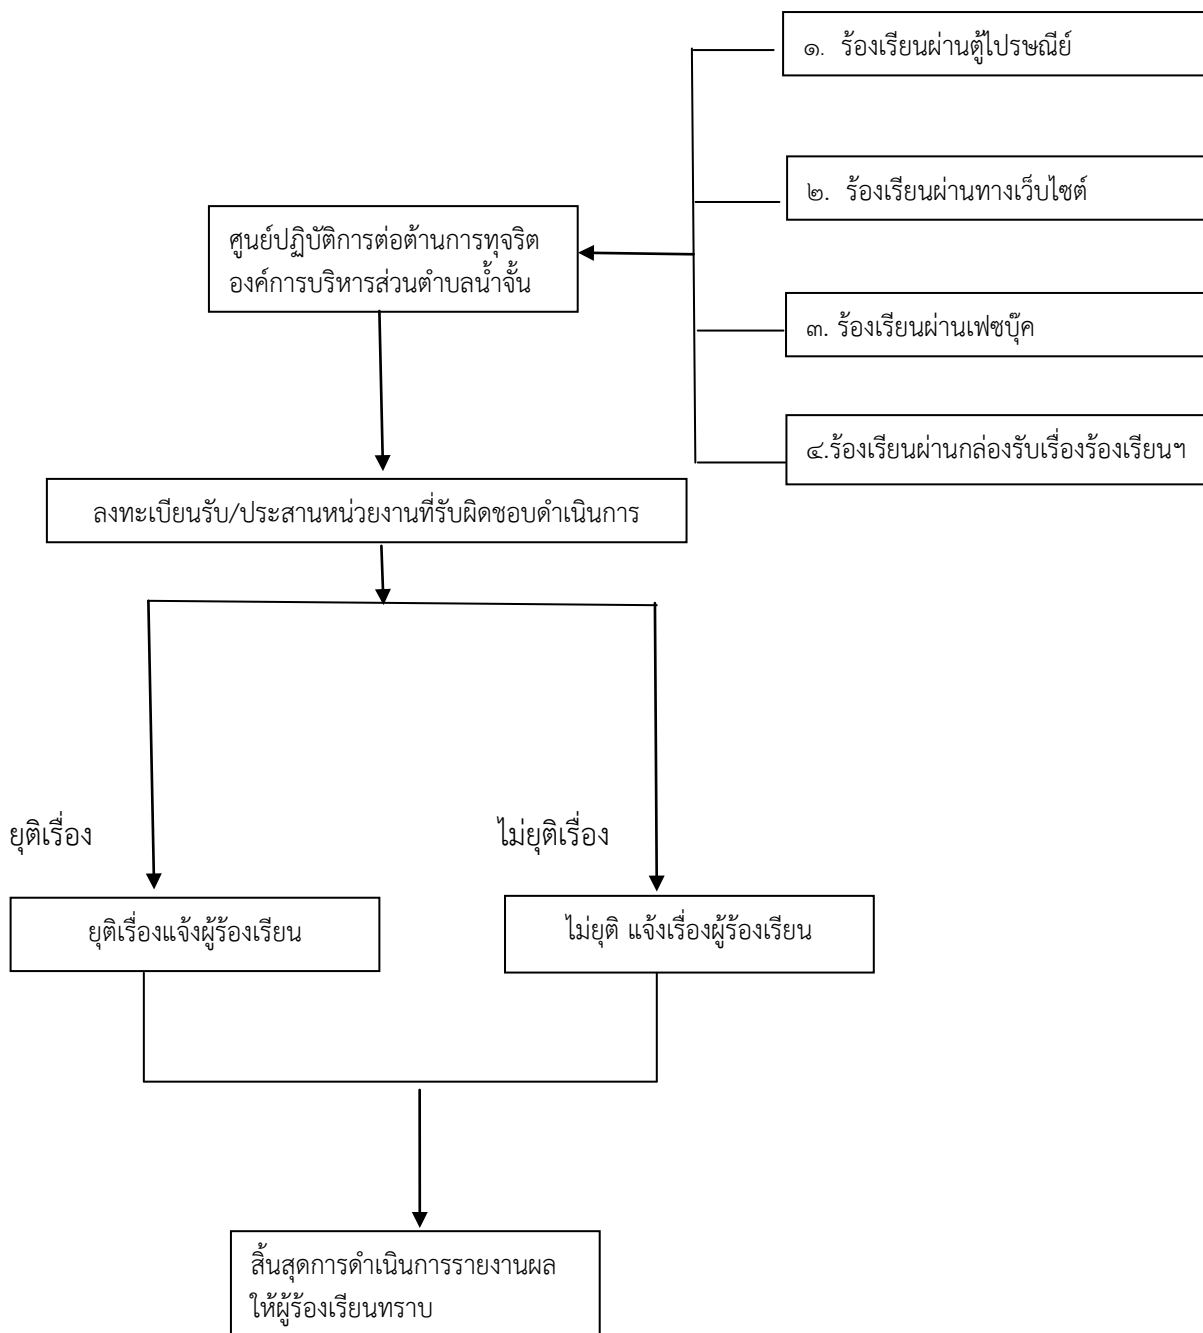 ๑. ร้องเรียนผ่านตู้ไปรษณีย์
๒. ร้องเรียนผ่านทางเว็บไซต์
ศูนย์ปฏิบัติการต่อต้านการทุจริต
องค์การบริหารส่วนตำบลน้ำจั้น
๓. ร้องเรียนผ่านเฟซบุ๊ค
๔.ร้องเรียนผ่านกล่องรับเรื่องร้องเรียนฯ
ลงทะเบียนรับ/ประสานหน่วยงานที่รับผิดชอบดำเนินการ
ยุติเรื่อง
ไม่ยุติเรื่อง
ยุติเรื่องแจ้งผู้ร้องเรียน
ไม่ยุติ แจ้งเรื่องผู้ร้องเรียน
สิ้นสุดการดำเนินการรายงานผล
ให้ผู้ร้องเรียนทราบ